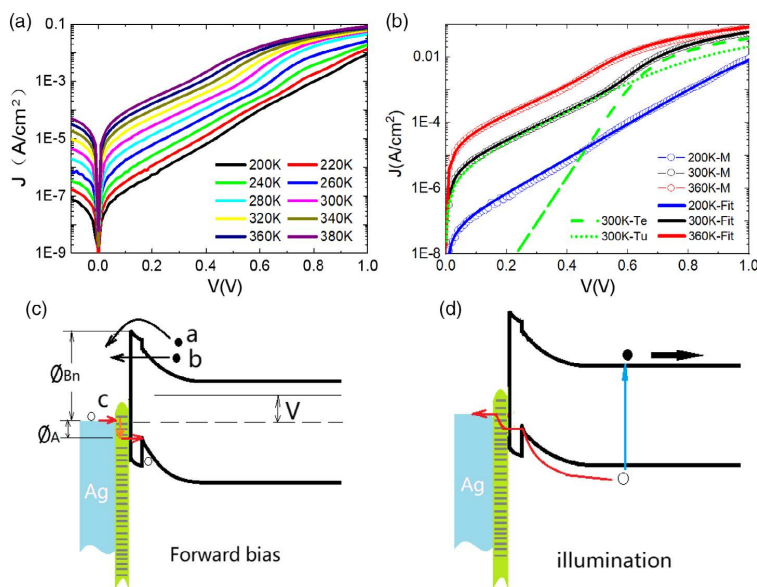 (a)
0.1
1E-3
1E-5
1E-7
1E-9
J (A/cm²)
200K 220K
240K 260K
280K 300K
320K 340K
360K 380K
0.0 0.2 0.4 0.6 0.8 1.0
V(V)
(b)
0.01
1E-4
1E-6
1E-8
J(A/cm²)
200K-M
300K-M
360K-M
200K-Fit
300K-Te 300K-Fit
300K-Tu 360K-Fit
0.0 0.2 0.4 0.6 0.8 1.0
V(V)
(c)
a
b
ØBn
c
V
ØA
Ag
Forward bias
(d)
Ag
illumination